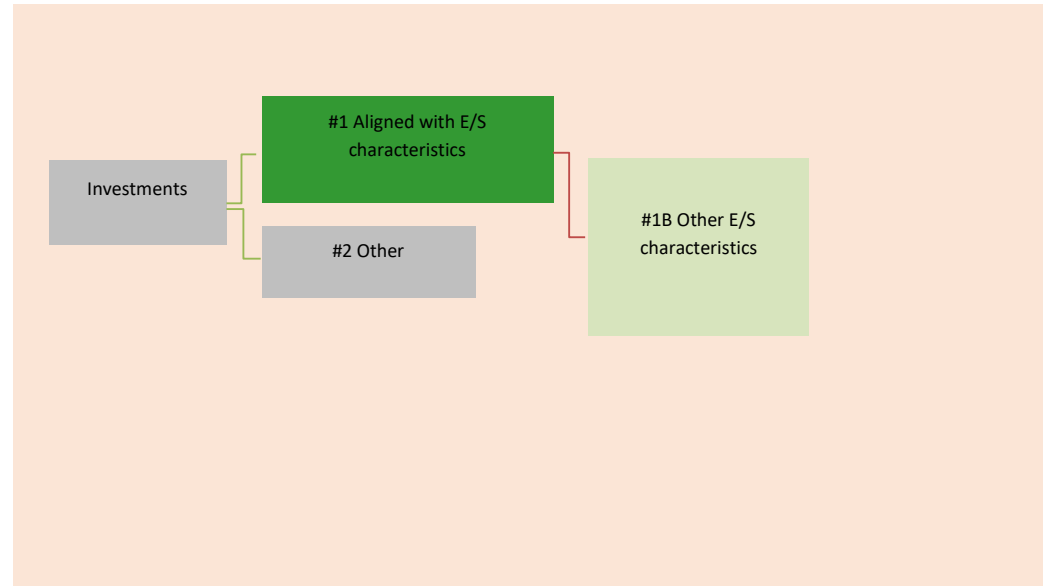 #1 Aligned with E/S
characteristics
Investments
#1B Other E/S
characteristics
#2 Other